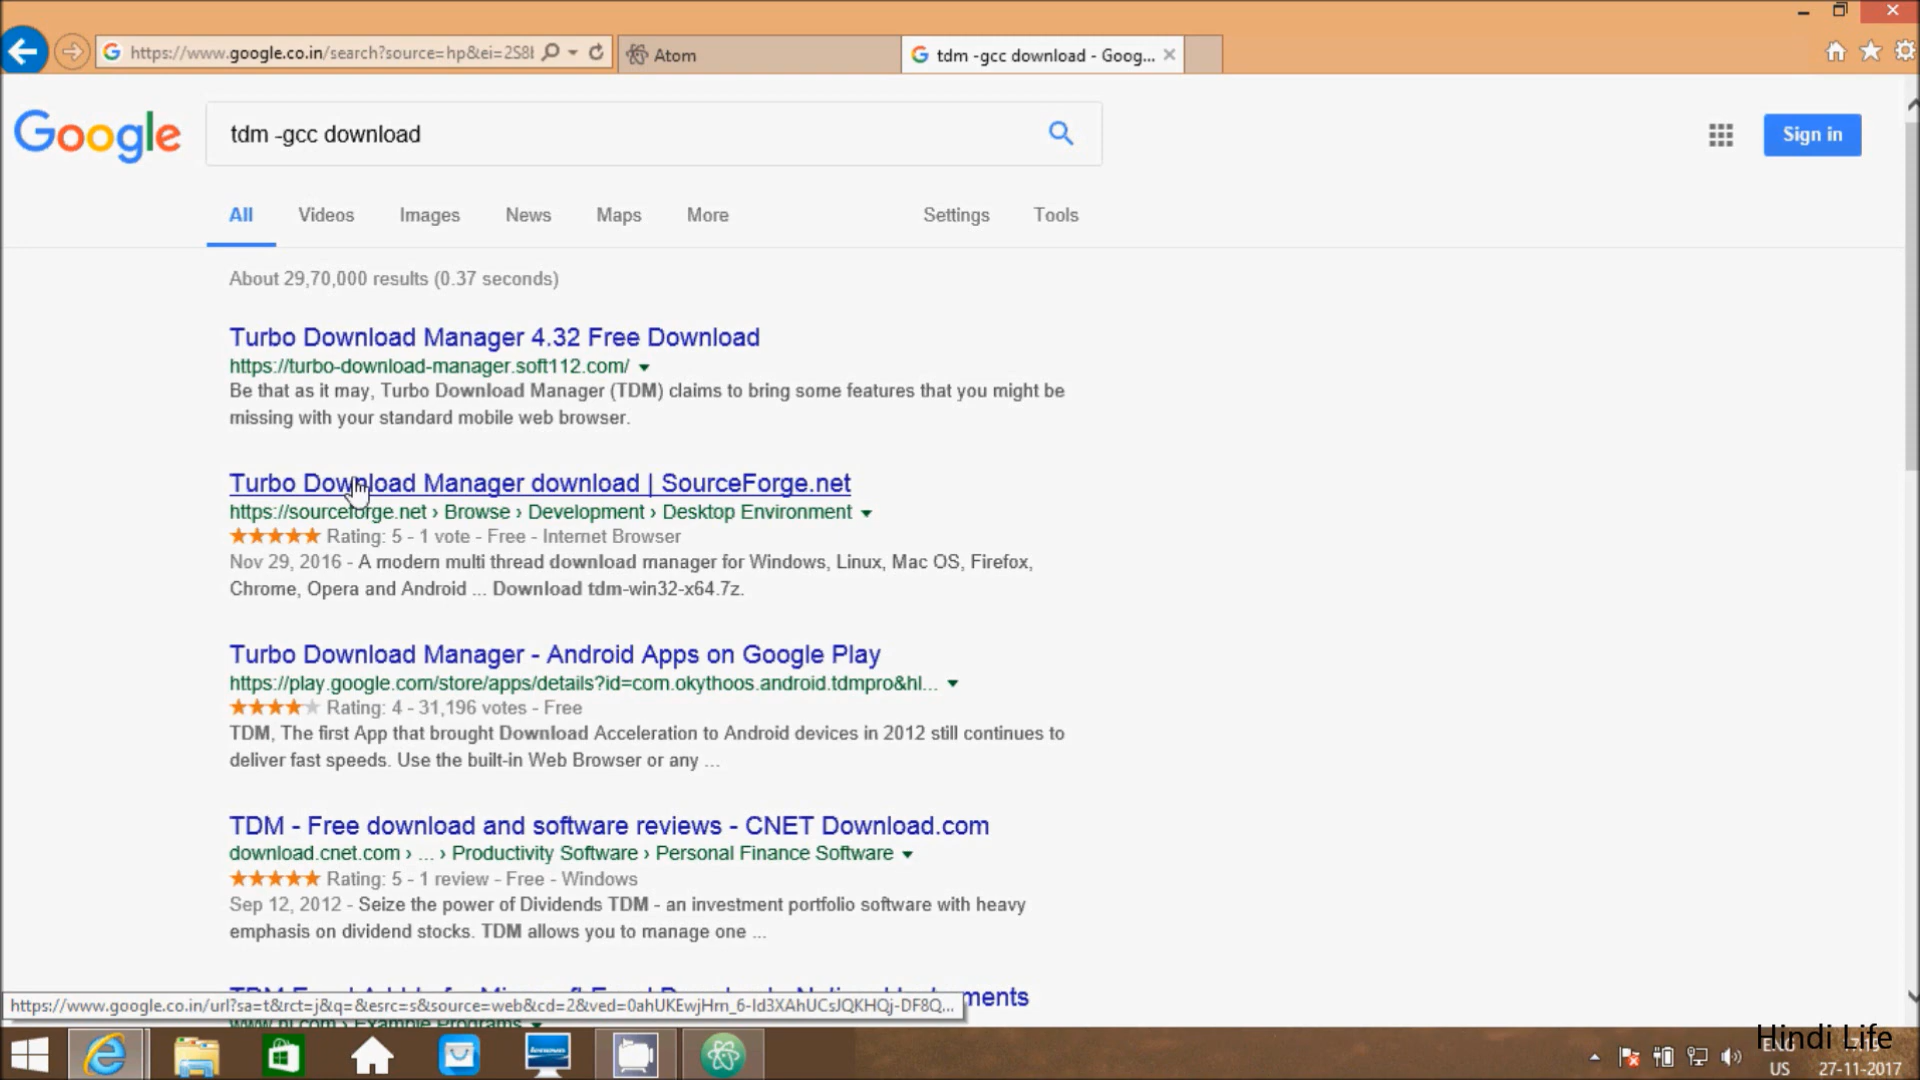 https://www.google.co.in/search?source=hp&ei=2S8
Atom
tdm -gcc download - Goog...
Google
tdm -gcc download
Sign in
All Videos Images News Maps More Settings Tools
About 29,70,000 results (0.37 seconds)
Turbo Download Manager 4.32 Free Download
https://turbo-download-manager.soft112.com/
Be that as it may, Turbo Download Manager (TDM) claims to bring some features that you might be
missing with your standard mobile web browser.
Turbo Download Manager download | SourceForge.net
https://sourceforge.net › Browse › Development › Desktop Environment
Rating: 5 - 1 vote - Free - Internet Browser
Nov 29, 2016 - A modern multi thread download manager for Windows, Linux, Mac OS, Firefox,
Chrome, Opera and Android ... Download tdm-win32-x64.7z.
Turbo Download Manager - Android Apps on Google Play
https://play.google.com/store/apps/details?id=com.okythoos.android.tdmpro&hl...
Rating: 4 - 31,196 votes - Free
TDM, The first App that brought Download Acceleration to Android devices in 2012 still continues to
deliver fast speeds. Use the built-in Web Browser or any ...
TDM - Free download and software reviews - CNET Download.com
download.cnet.com › ... › Productivity Software › Personal Finance Software
Rating: 5 - 1 review - Free - Windows
Sep 12, 2012 - Seize the power of Dividends TDM - an investment portfolio software with heavy
emphasis on dividend stocks. TDM allows you to manage one ...
https://www.google.co.in/url?sa=t&rct=j&q=&esrc=s&source=web&cd=2&ved=0ahUKEwjHrn_6-Id3XAhUCsJQKHQj-DF8Q...
Hindi Life
ENG
US 27-11-2017